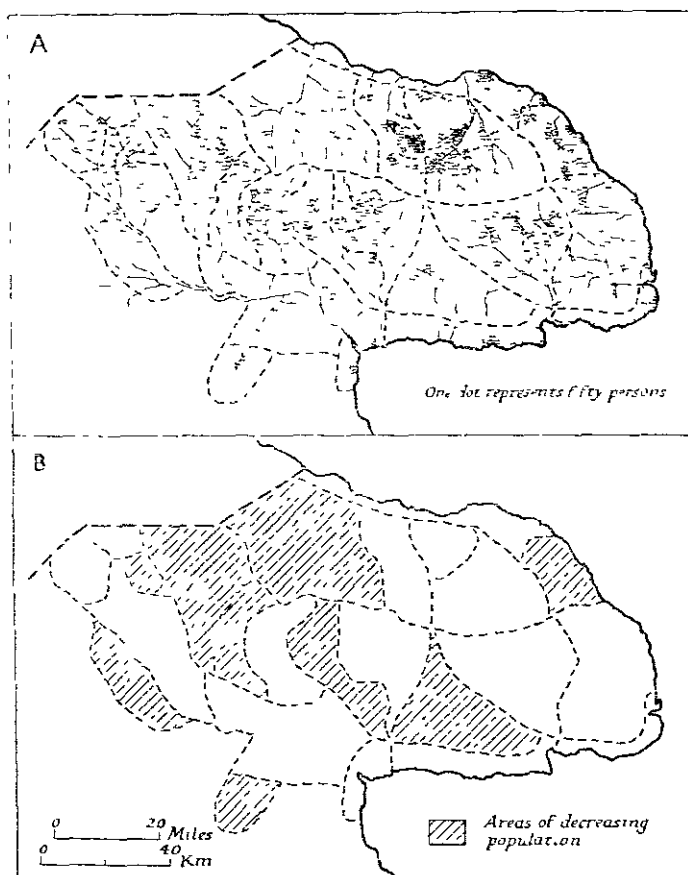 A
One dot represents fifty persons
B
0 20
Miles
0 40
Km
Areas of decreasing
population